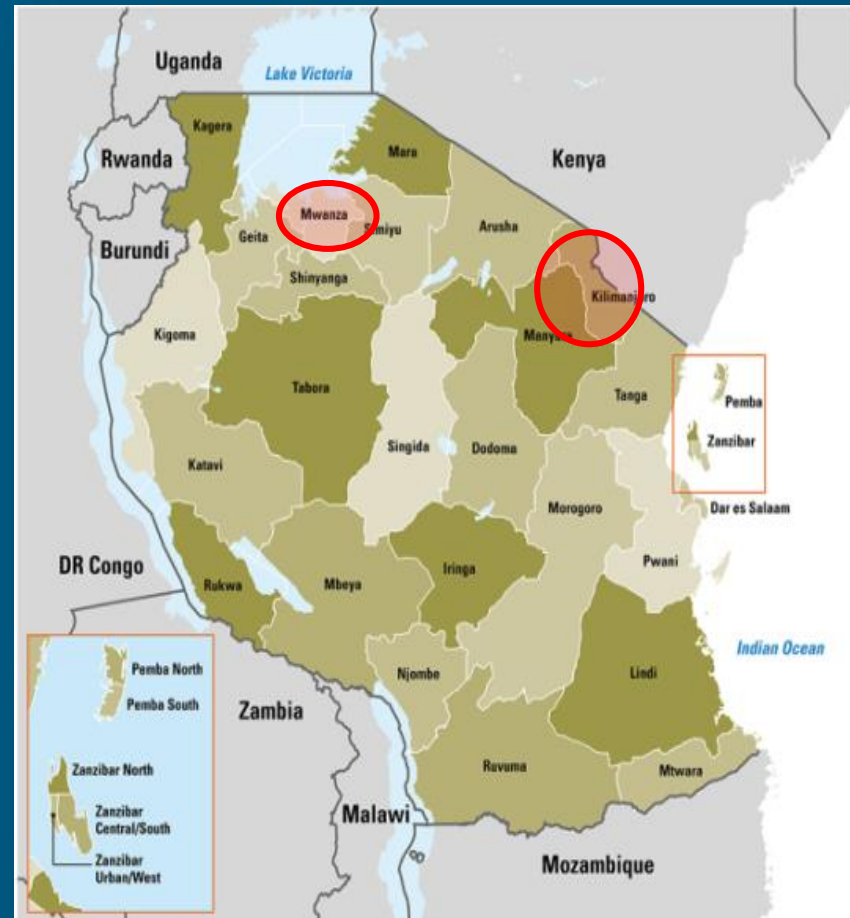 Uganda
Lake Victoria
Kagera
Rwanda
Mara
Kenya
Mwanza
Simiyu
Geita
Arusha
Burundi
Shinyanga
Kilimanjaro
Kigoma
Manyara
Tabora
Tanga
Pemba
Singida
Dodoma
Zanzibar
Katavi
Morogoro
Dar es Salaam
Pwani
DR Congo
Iringa
Rukwa
Mbeya
Indian Ocean
Pemba North
Njombe
Lindi
Pemba South
Zambia
Zanzibar North
Ruvuma
Mtwara
Zanzibar
Central/South
Malawi
Zanzibar
Urban/West
Mozambique